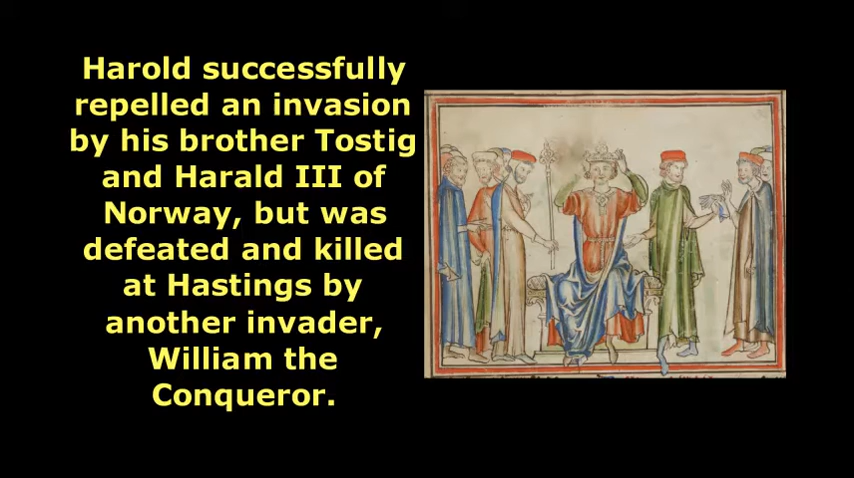 Harold successfully
repelled an invasion
by his brother Tostig
and Harald III of
Norway, but was
defeated and killed
at Hastings by
another invader,
William the
Conqueror.